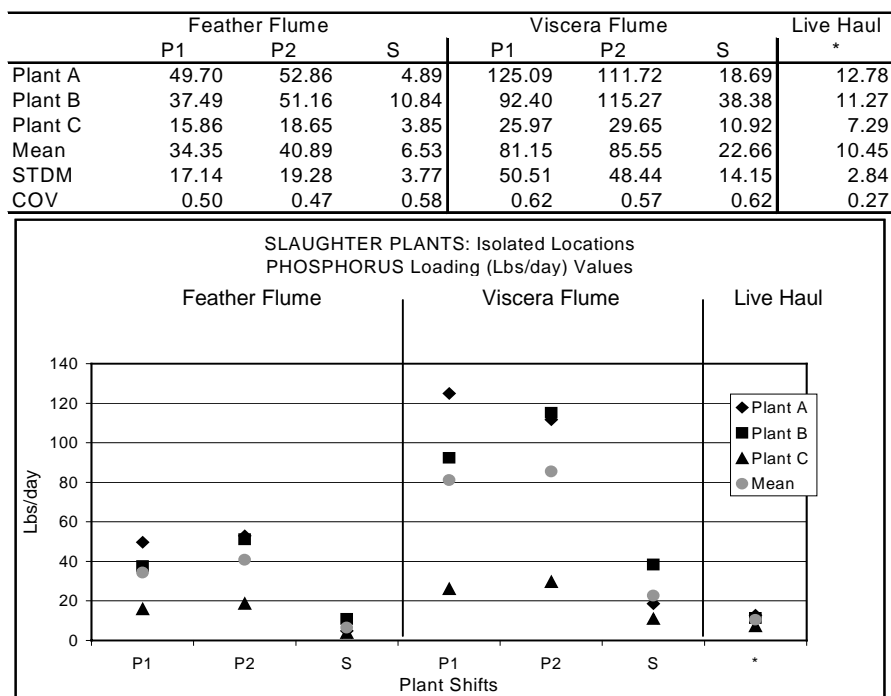 Feather Flume Viscera Flume Live Haul
P1 P2 S P1 P2 S *
Plant A 49.70 52.86 4.89 125.09 111.72 18.69 12.78
Plant B 37.49 51.16 10.84 92.40 115.27 38.38 11.27
Plant C 15.86 18.65 3.85 25.97 29.65 10.92 7.29
Mean 34.35 40.89 6.53 81.15 85.55 22.66 10.45
STDM 17.14 19.28 3.77 50.51 48.44 14.15 2.84
COV 0.50 0.47 0.58 0.62 0.57 0.62 0.27
SLAUGHTER PLANTS: Isolated Locations
PHOSPHORUS Loading (Lbs/day) Values
Feather Flume Viscera Flume Live Haul
140
120
100
80
60
40
20
0
Lbs/day
Plant A
Plant B
Plant C
Mean
P1 P2 S P1 P2 S *
Plant Shifts